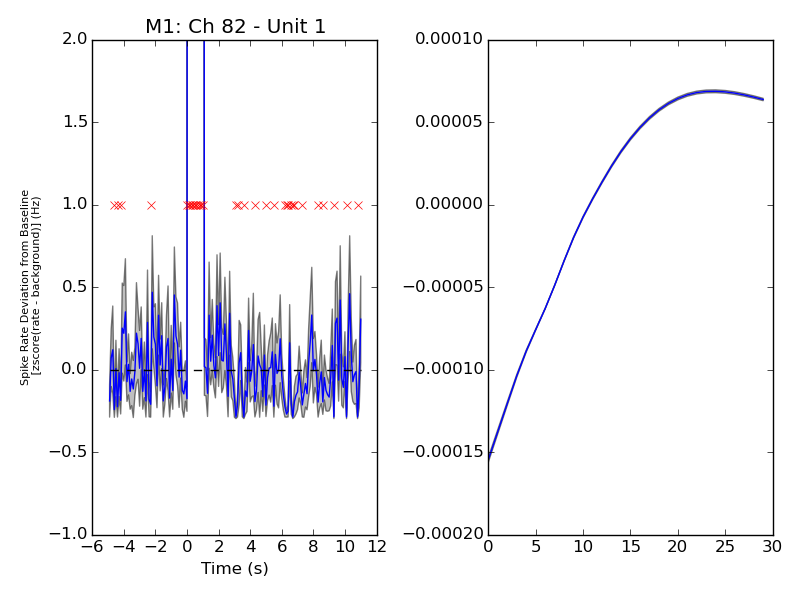 M1: Ch 82 - Unit 1
2.0
1.5
1.0
0.5
0.0
−0.5
−1.0
−6 −4 −2 0 2 4 6 8 10 12
Time (s)
Spike Rate Deviation from Baseline
[zscore(rate - background)] (Hz)
0.00010
0.00005
0.00000
−0.00005
−0.00010
−0.00015
−0.00020
0 5 10 15 20 25 30